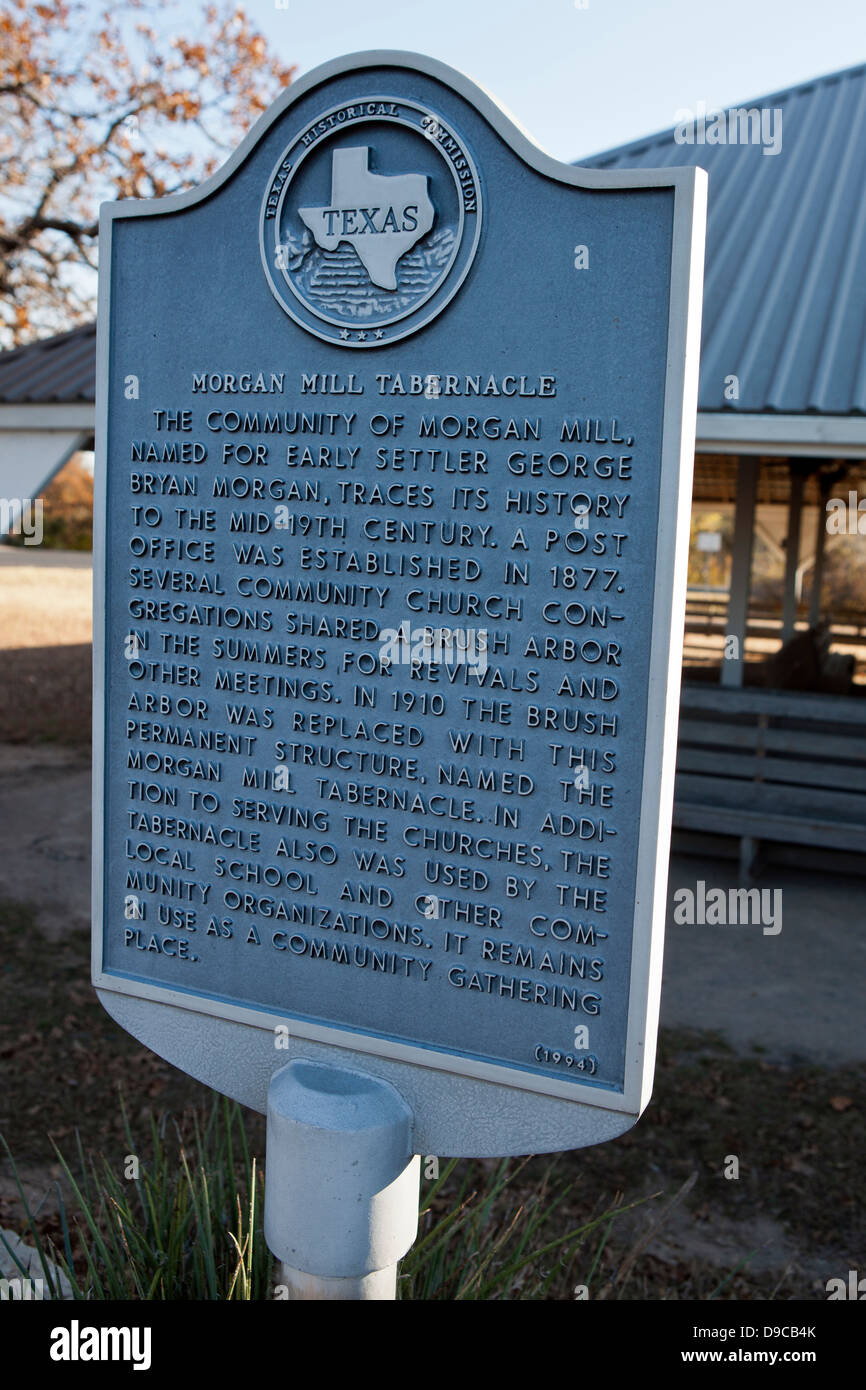 TEXAS HISTORICAL COMMISSION
TEXAS
MORGAN MILL TABERNACLE
THE COMMUNITY OF MORGAN MILL,
NAMED FOR EARLY SETTLER GEORGE
BRYAN MORGAN, TRACES ITS HISTORY
TO THE MID-19TH CENTURY. A POST
OFFICE WAS ESTABLISHED IN 1877.
SEVERAL COMMUNITY CHURCH CON-
GREGATIONS SHARED A BRUSH ARBOR
IN THE SUMMERS FOR REVIVALS AND
OTHER MEETINGS. IN 1910 THE BRUSH
ARBOR WAS REPLACED WITH THIS
PERMANENT STRUCTURE, NAMED THE
MORGAN MILL TABERNACLE. IN ADDI-
TION TO SERVING THE CHURCHES, THE
TABERNACLE ALSO WAS USED BY THE
LOCAL SCHOOL AND OTHER COM-
MUNITY ORGANIZATIONS. IT REMAINS
IN USE AS A COMMUNITY GATHERING
PLACE.
(1994)
alamy
a
alamy stock photo
D9CB4K
www.alamy.com